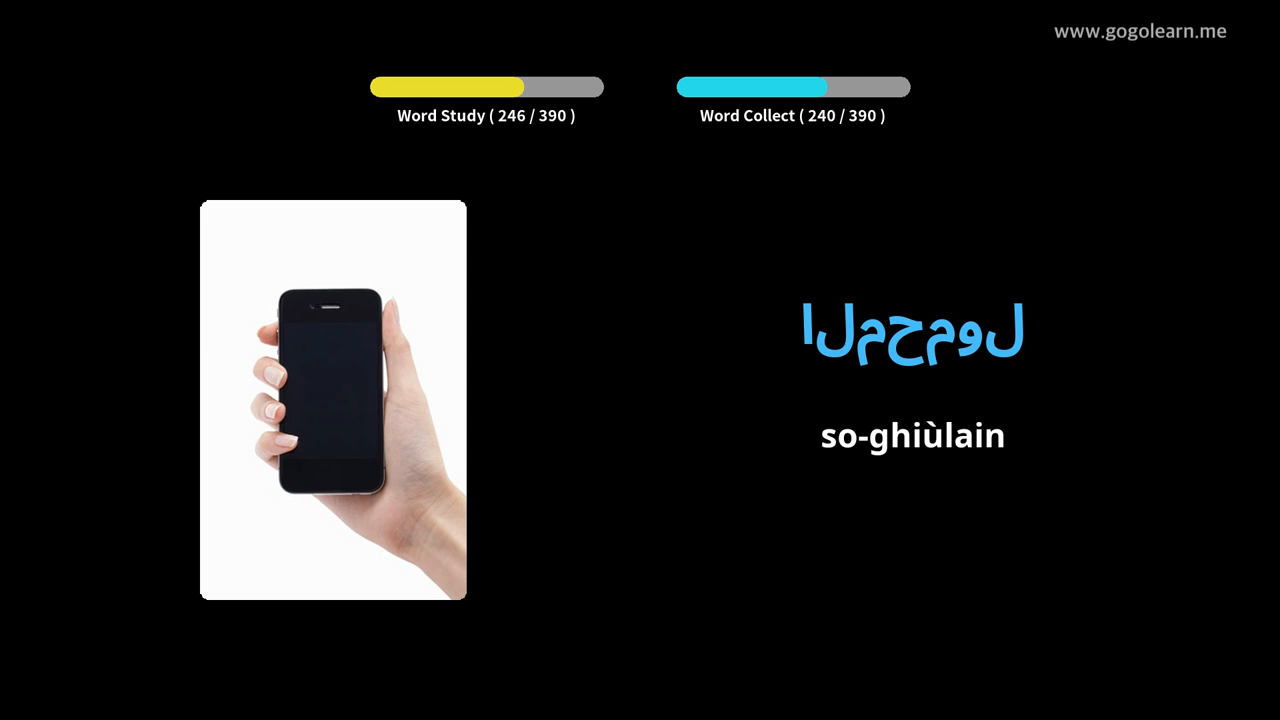 www.gogolearn.me
Word Study ( 246 / 390 )
Word Collect ( 240 / 390 )
المحمول
so-ghiùlain